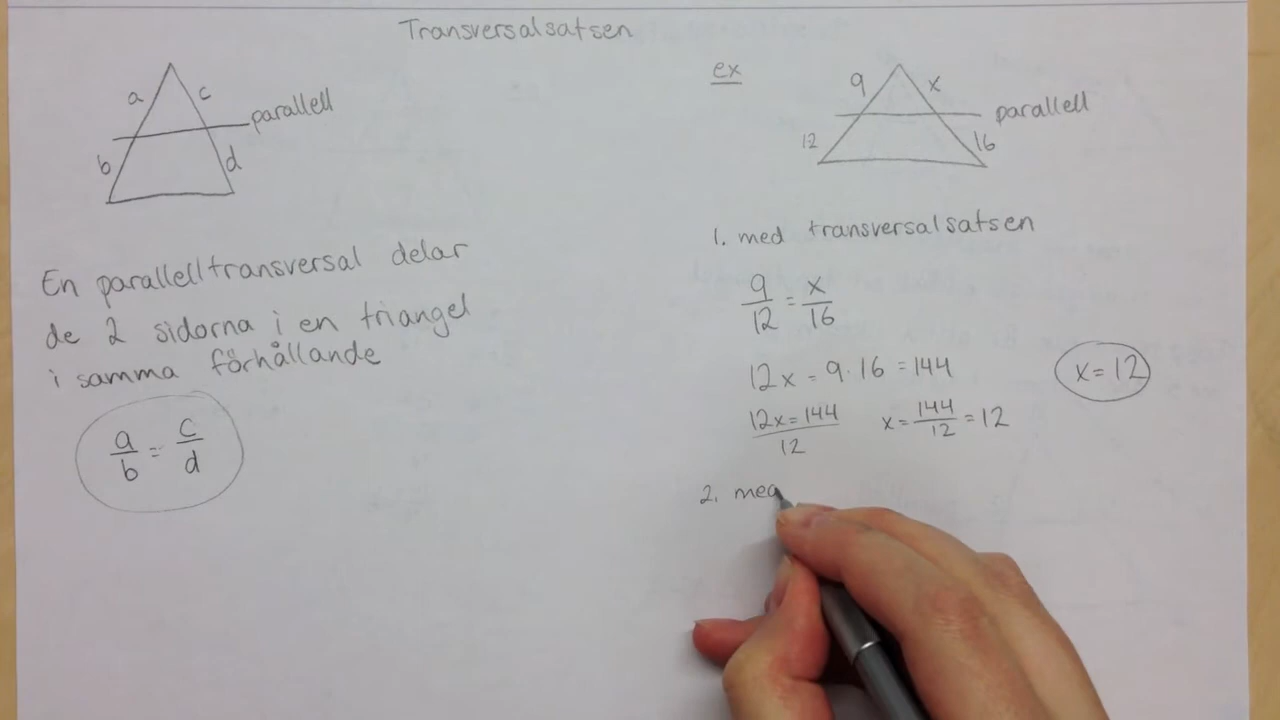 Transversalsatsen
a
c
parallell
b
d
En parallelltransversal delar
de 2 sidorna i en triangel
i samma förhållande
a/b = c/d
ex
9
x
parallell
12
16
1. med transversalsatsen
9/12 = x/16
12x = 9·16 = 144
12x = 144/12 x = 144/12 = 12
x = 12
2. med